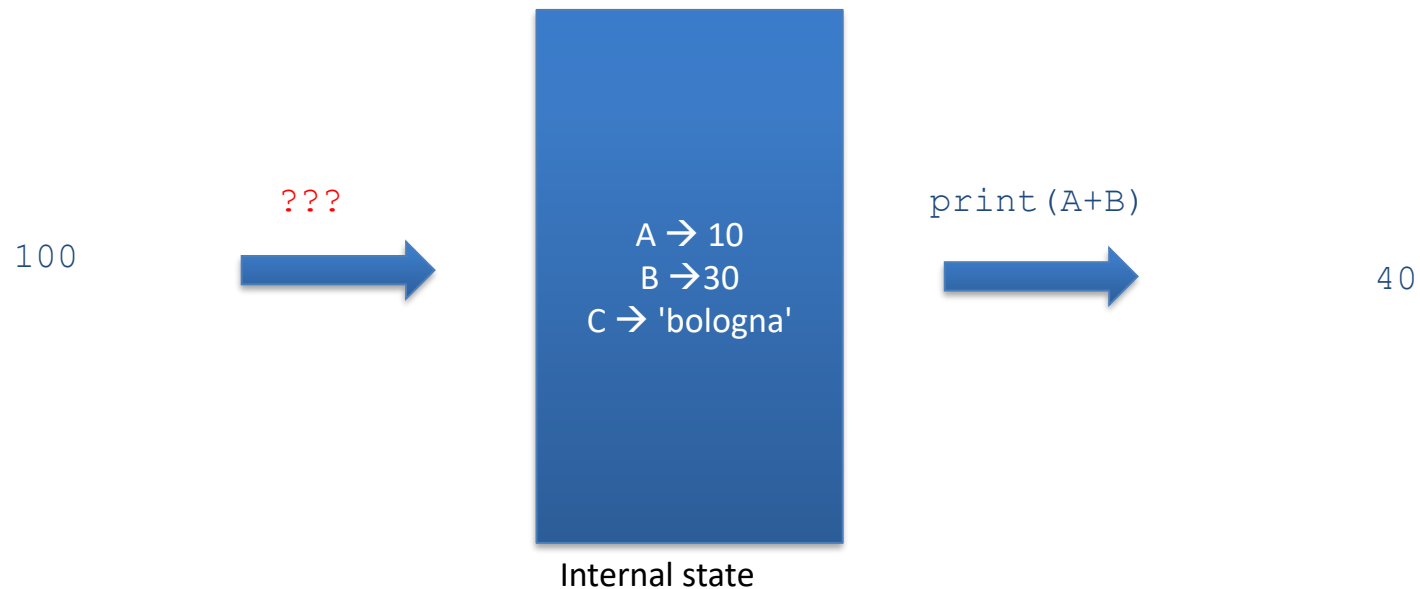 ???
100
A → 10
B →30
C → 'bologna'
print(A+B)
40
Internal state